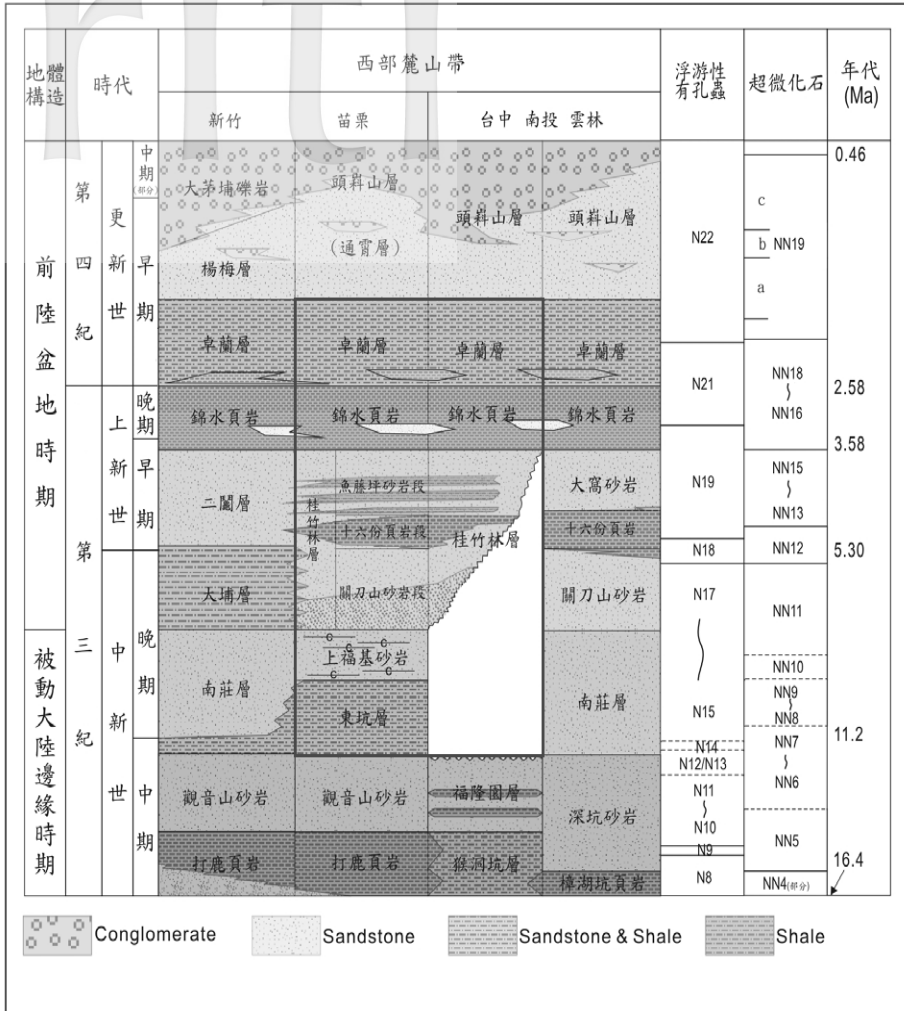 riti
地體構造
時代
西部麓山帶
浮游性有孔蟲
超微化石
年代 (Ma)
新竹
苗栗
台中 南投 雲林
前陸盆地時期
被動大陸邊緣時期
第四紀
第三紀
更新世
上新世
中新世
中期(部分)
早期
晚期
早期
晚期
中期
大茅埔礫岩
頭嵙山層
頭嵙山層
頭嵙山層
(通霄層)
楊梅層
卓蘭層
卓蘭層
卓蘭層
卓蘭層
錦水頁岩
錦水頁岩
錦水頁岩
錦水頁岩
二鬮層
桂竹林層
魚藤坪砂岩段
十六份頁岩段
桂竹林層
大窩砂岩
十六份頁岩
大埔層
關刀山砂岩段
關刀山砂岩
c
c
c
上福基砂岩
c
c
南莊層
東坑層
南莊層
觀音山砂岩
觀音山砂岩
福隆園層
深坑砂岩
打鹿頁岩
打鹿頁岩
猴洞坑層
樟湖坑頁岩
N22
N21
N19
N18
N17
N15
N14
N12/N13
N11
N10
N9
N8
c
b
NN19
a
NN18
NN16
NN15
NN13
NN12
NN11
NN10
NN9
NN8
NN7
NN6
NN5
NN4(部分)
0.46
2.58
3.58
5.30
11.2
16.4
Conglomerate
Sandstone
Sandstone & Shale
Shale